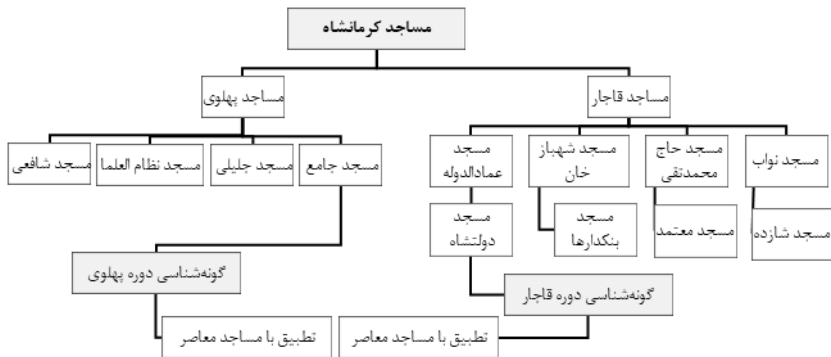 مساجد کرمانشاه
مساجد قاجار
مساجد پهلوی
مسجد نواب
مسجد حاج
محمدتقی
مسجد شهباز
خان
مسجد
عمادالدوله
مسجد جامع
مسجد جلیلی
مسجد نظام العلما
مسجد شافعی
مسجد شازده
مسجد معتمد
مسجد
بنکدارها
مسجد
دولتشاه
گونه‌شناسی دوره پهلوی
گونه‌شناسی دوره قاجار
تطبیق با مساجد معاصر
تطبیق با مساجد معاصر